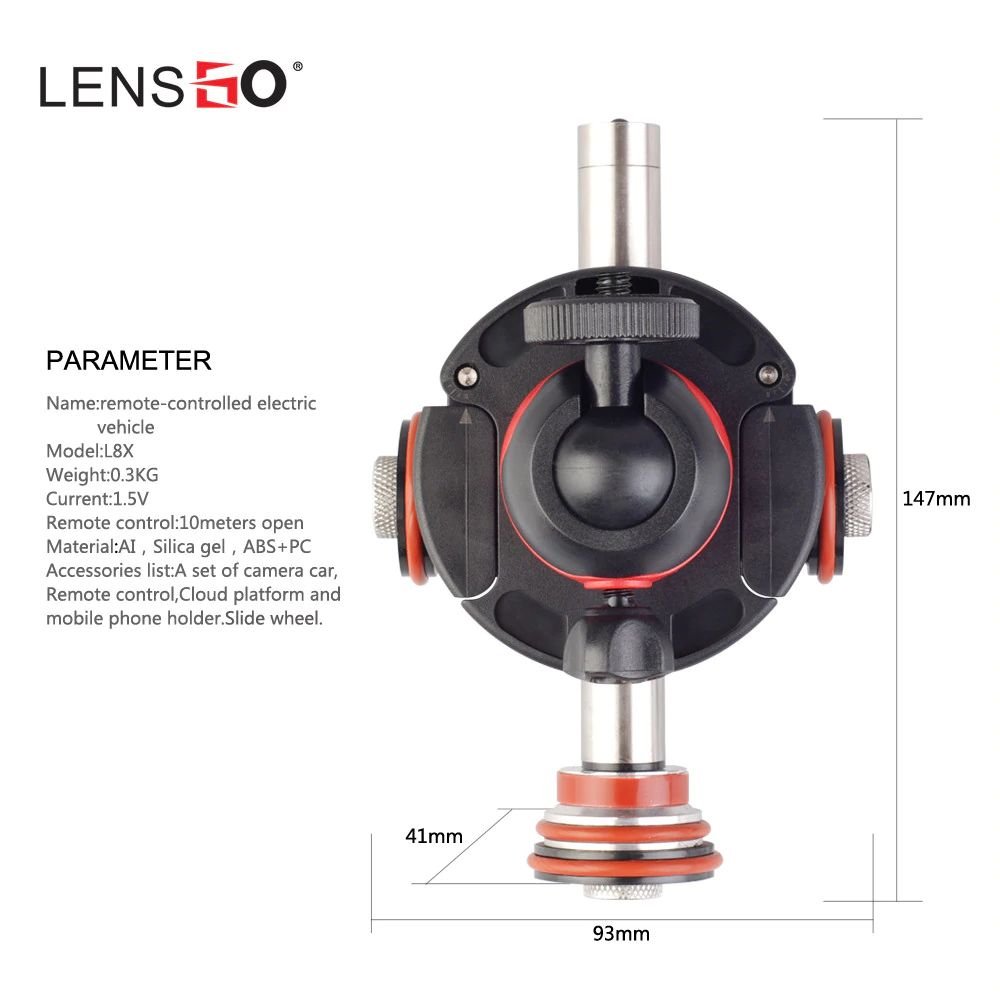 LENSGO®
PARAMETER
Name:remote-controlled electric
vehicle
Model:L8X
Weight:0.3KG
Current:1.5V
Remote control:10meters open
Material:AI , Silica gel , ABS+PC
Accessories list:A set of camera car,
Remote control,Cloud platform and
mobile phone holder.Slide wheel.
147mm
41mm
93mm